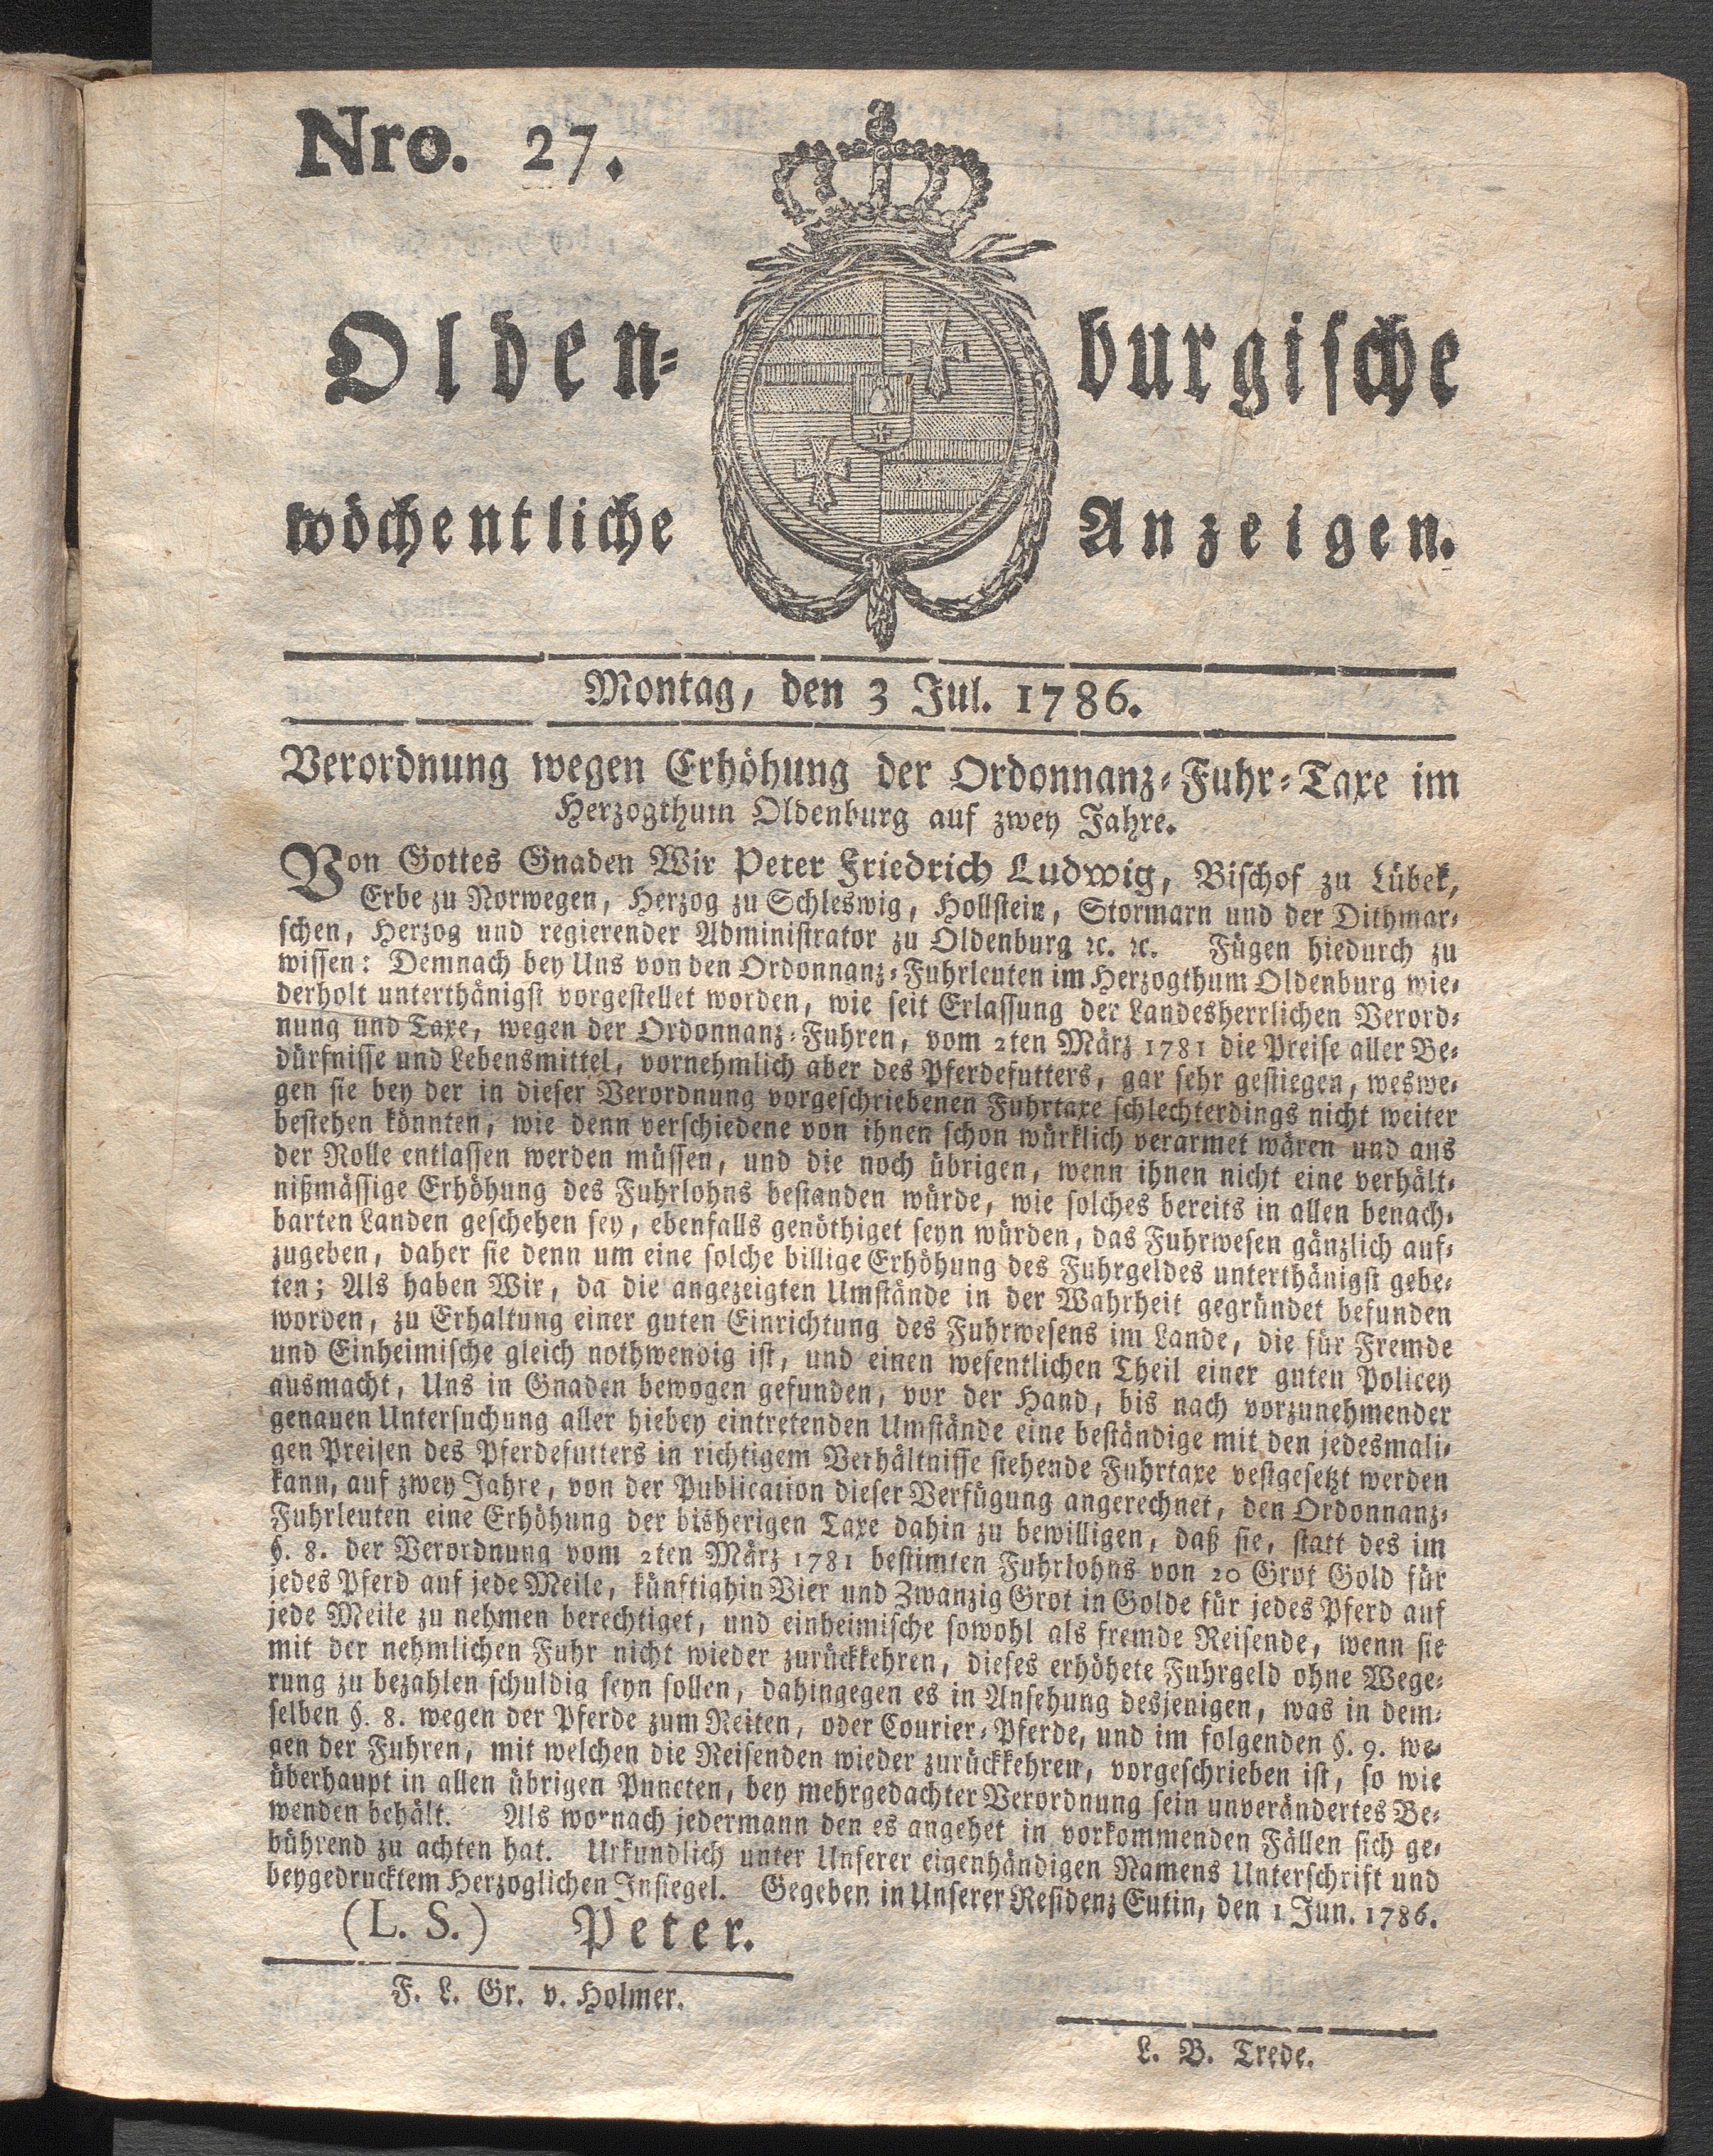 Nro. 27.
Olden= burgische
wöchentliche Anzeigen.
Montag, den 3 Jul. 1786.
Verordnung wegen Erhöhung der Ordonnanz=Fuhr=Taxe im
Herzogthum Oldenburg auf zwey Jahre.
Von Gottes Gnaden Wir Peter Friedrich Ludwig, Bischof zu Lübek,
Erbe zu Norwegen, Herzog zu Schleswig, Hollstein, Stormarn und der Dithmar=
schen, Herzog und regierender Administrator zu Oldenburg ꝛc. ꝛc. Fügen hiedurch zu
wissen: Demnach bey Uns von den Ordonnanz=Fuhrleuten im Herzogthum Oldenburg wie=
derholt unterthänigst vorgestellet worden, wie seit Erlassung der Landesherrlichen Verord=
nung und Taxe, wegen der Ordonnanz=Fuhren, vom 2ten März 1781 die Preise aller Be=
dürfnisse und Lebensmittel, vornehmlich aber des Pferdefutters, gar sehr gestiegen, weswe=
gen sie bey der in dieser Verordnung vorgeschriebenen Fuhrtaxe schlechterdings nicht weiter
bestehen könnten, wie denn verschiedene von ihnen schon würklich verarmet wären und aus
der Rolle entlassen werden müssen, und die noch übrigen, wenn ihnen nicht eine verhält=
nißmässige Erhöhung des Fuhrlohns bestanden würde, wie solches bereits in allen benach=
barten Landen geschehen sey, ebenfalls genöthiget seyn würden, das Fuhrwesen gänzlich auf=
zugeben, daher sie denn um eine solche billige Erhöhung des Fuhrgeldes unterthänigst gebe=
ten; Als haben Wir, da die angezeigten Umstände in der Wahrheit gegründet befunden
worden, zu Erhaltung einer guten Einrichtung des Fuhrwesens im Lande, die für Fremde
und Einheimische gleich nothwendig ist, und einen wesentlichen Theil einer guten Policey
ausmacht, Uns in Gnaden bewogen gefunden, vor der Hand, bis nach vorzunehmender
genauen Untersuchung aller hiebey eintretenden Umstände eine beständige mit den jedesmali=
gen Preisen des Pferdefutters in richtigem Verhältnisse stehende Fuhrtaxe vestgesetzt werden
kann, auf zwey Jahre, von der Publication dieser Verfügung angerechnet, den Ordonnanz=
Fuhrleuten eine Erhöhung der bisherigen Taxe dahin zu bewilligen, daß sie, statt des im
§. 8. der Verordnung vom 2ten März 1781 bestimten Fuhrlohns von 20 Grot Gold für
jedes Pferd auf jede Meile, künftighin Vier und Zwanzig Grot in Golde für jedes Pferd auf
jede Meile zu nehmen berechtiget, und einheimische sowohl als fremde Reisende, wenn sie
mit der nehmlichen Fuhr nicht wieder zurückkehren, dieses erhöhete Fuhrgeld ohne Wege=
rung zu bezahlen schuldig seyn sollen, dahingegen es in Ansehung desjenigen, was in dem=
selben §. 8. wegen der Pferde zum Reiten, oder Courier=Pferde, und im folgenden §. 9. we=
gen der Fuhren, mit welchen die Reisenden wieder zurückkehren, vorgeschrieben ist, so wie
überhaupt in allen übrigen Puncten, bey mehrgedachter Verordnung sein unverändertes Be=
wenden behält. Als wornach jedermann den es angehet in vorkommenden Fällen sich ge=
bührend zu achten hat. Urkundlich unter Unserer eigenhändigen Namens Unterschrift und
beygedrucktem Herzoglichen Insiegel. Gegeben in Unserer Residenz Eutin, den 1 Jun. 1786.
(L. S.) Peter.
F. L. Gr. v. Holmer.
L. B. Trede.